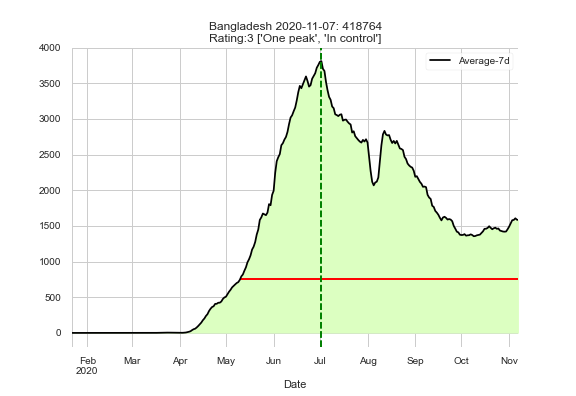 Bangladesh 2020-11-07: 418764
Rating:3 ['One peak', 'In control']
Average-7d
4000
3500
3000
2500
2000
1500
1000
500
0
Feb Mar Apr May Jun Jul Aug Sep Oct Nov
2020
Date